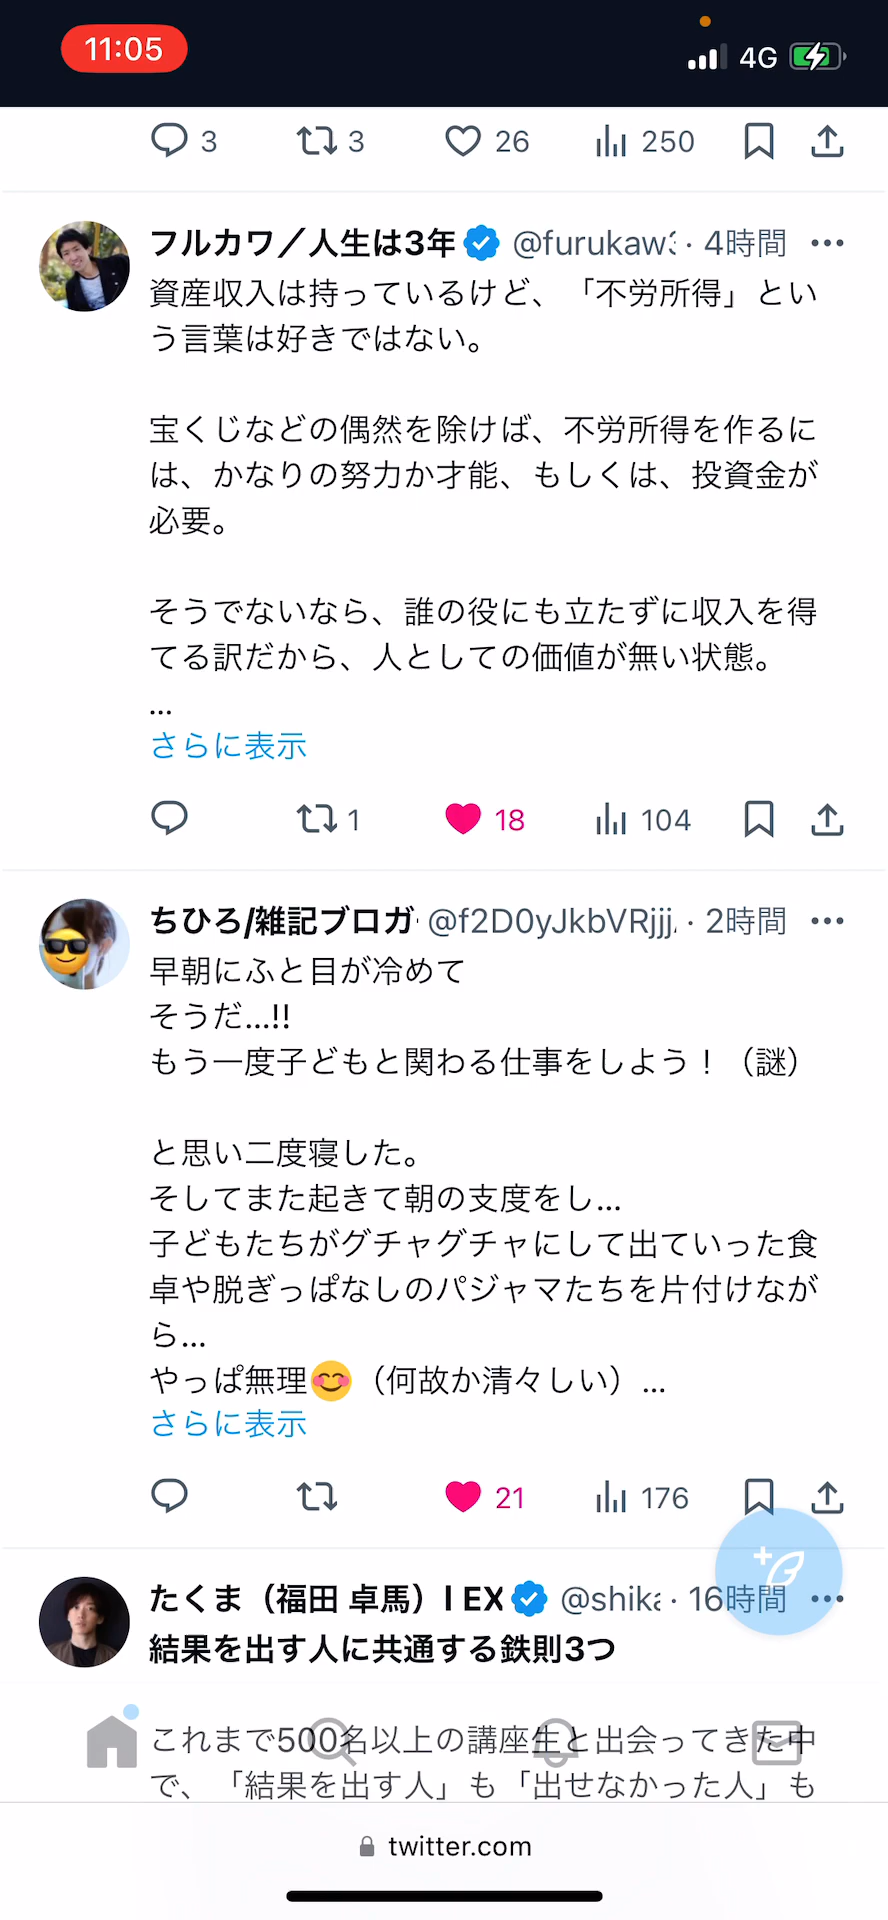 11:05
4G
3 3 26 250
フルカワ／人生は3年 @furukaw · 4時間
資産収入は持っているけど、「不労所得」とい
う言葉は好きではない。
宝くじなどの偶然を除けば、不労所得を作るに
は、かなりの努力か才能、もしくは、投資金が
必要。
そうでないなら、誰の役にも立たずに収入を得
てる訳だから、人としての価値が無い状態。
...
さらに表示
1 18 104
ちひろ/雑記ブロガ @f2D0yJkbVRjjj · 2時間
早朝にふと目が冷めて
そうだ...!!
もう一度子どもと関わる仕事をしよう！（謎）
と思い二度寝した。
そしてまた起きて朝の支度をし...
子どもたちがグチャグチャにして出ていった食
卓や脱ぎっぱなしのパジャマたちを片付けなが
ら...
やっぱ無理😊（何故か清々しい）...
さらに表示
21 176
たくま（福田 卓馬）l EX @shika · 16時間
結果を出す人に共通する鉄則3つ
これまで500名以上の講座生と出会ってきた中
で、「結果を出す人」も「出せなかった人」も
twitter.com